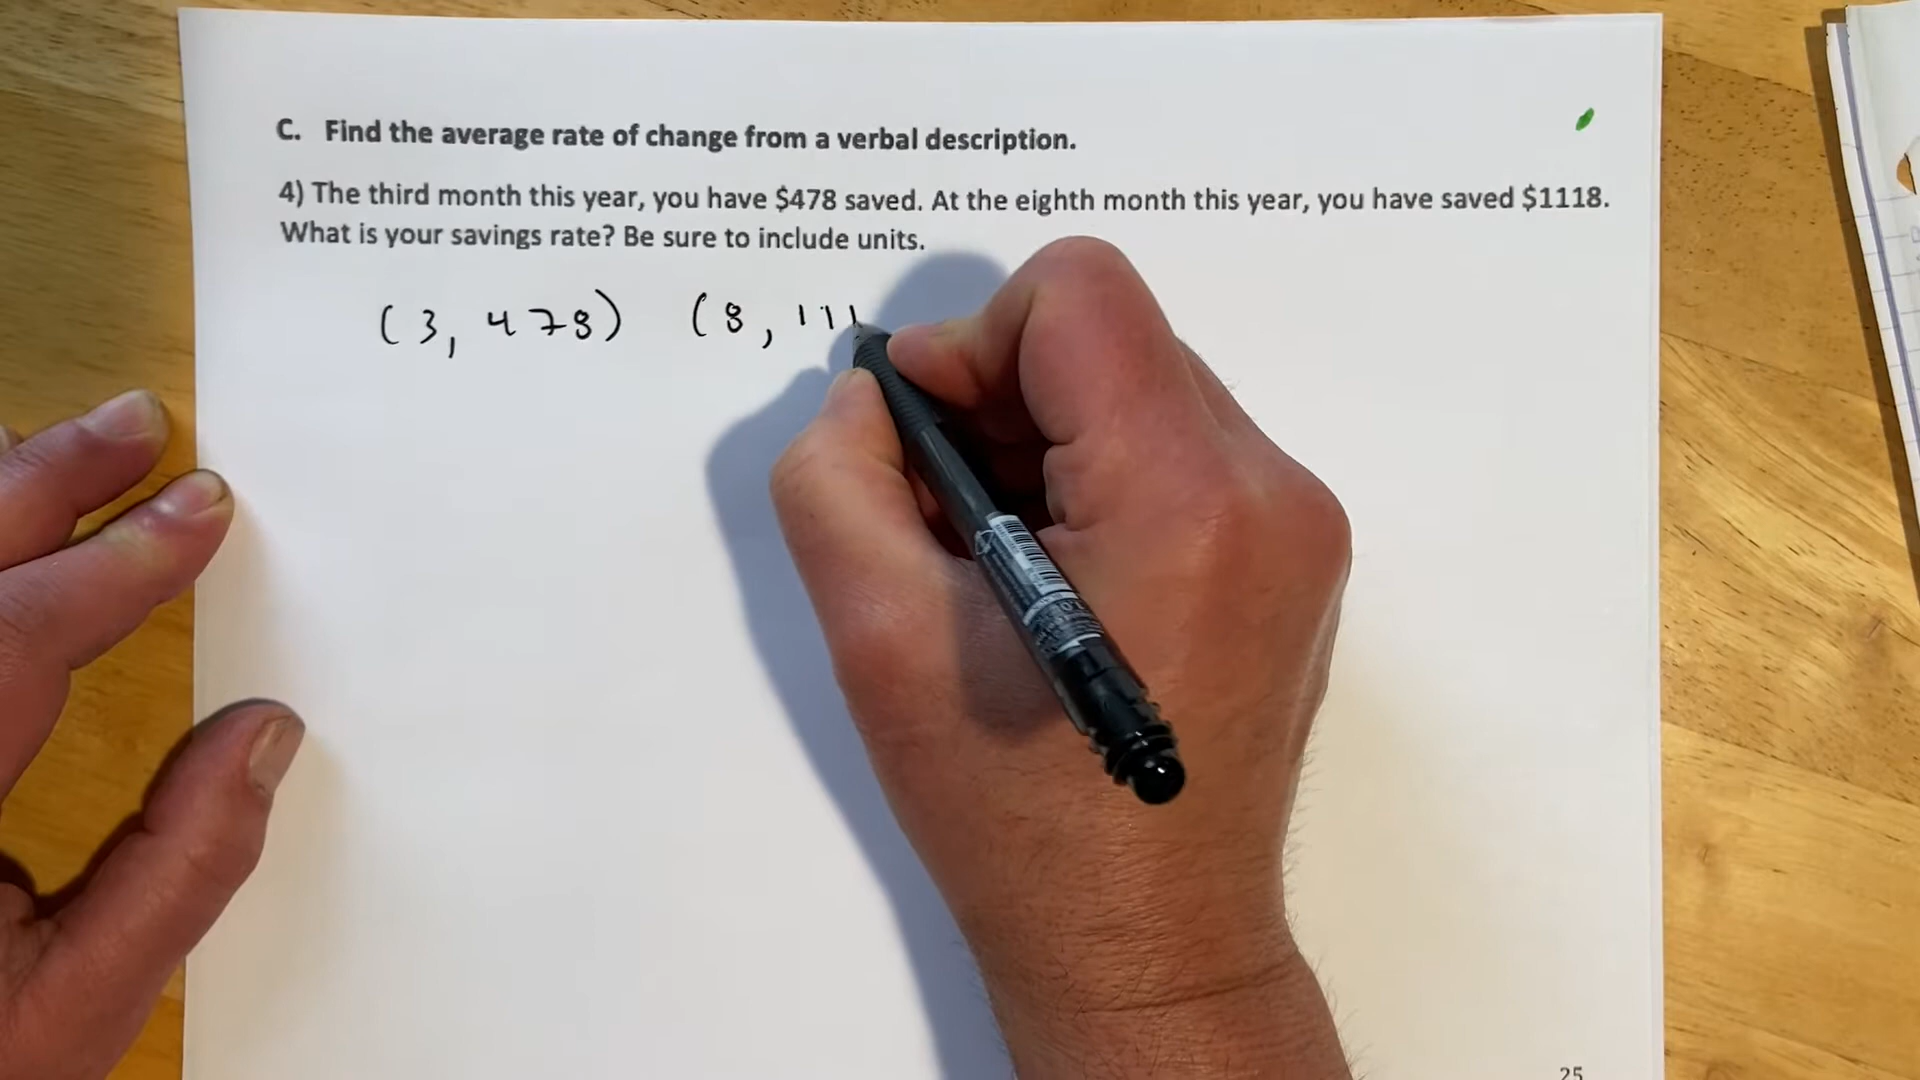 C. Find the average rate of change from a verbal description.
4) The third month this year, you have $478 saved. At the eighth month this year, you have saved $1118.
What is your savings rate? Be sure to include units.
(3, 478) (8, 111
25